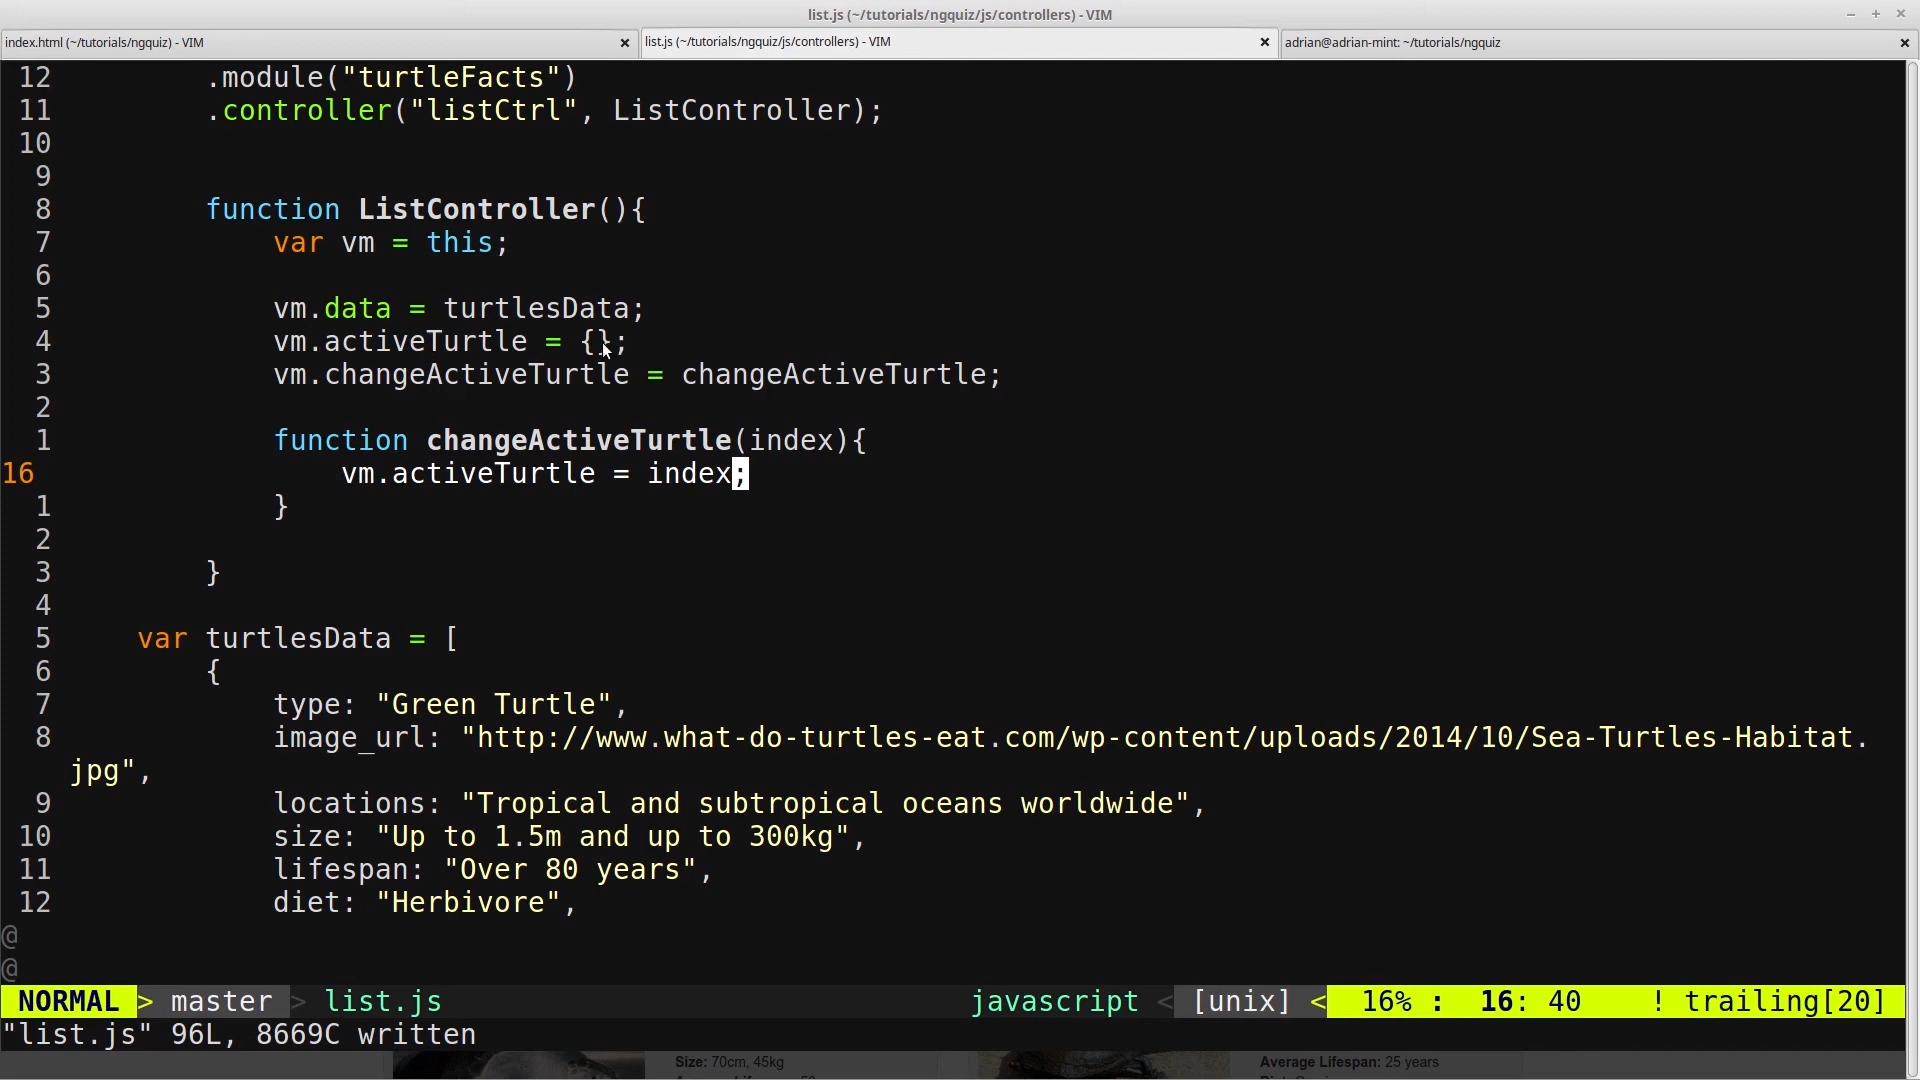 list.js (~/tutorials/ngquiz/js/controllers) - VIM
index.html (~/tutorials/ngquiz) - VIM
list.js (~/tutorials/ngquiz/js/controllers) - VIM
adrian@adrian-mint: ~/tutorials/ngquiz
12 .module("turtleFacts")
11 .controller("listCtrl", ListController);
10
9
8 function ListController(){
7 var vm = this;
6
5 vm.data = turtlesData;
4 vm.activeTurtle = {};
3 vm.changeActiveTurtle = changeActiveTurtle;
2
1 function changeActiveTurtle(index){
16 vm.activeTurtle = index;
1 }
2
3 }
4
5 var turtlesData = [
6 {
7 type: "Green Turtle",
8 image_url: "http://www.what-do-turtles-eat.com/wp-content/uploads/2014/10/Sea-Turtles-Habitat.
jpg",
9 locations: "Tropical and subtropical oceans worldwide",
10 size: "Up to 1.5m and up to 300kg",
11 lifespan: "Over 80 years",
12 diet: "Herbivore",
@
@
NORMAL > master > list.js javascript < [unix] < 16% : 16: 40 ! trailing[20]
"list.js" 96L, 8669C written
Size: 70cm, 45kg
Average Lifespan: 25 years